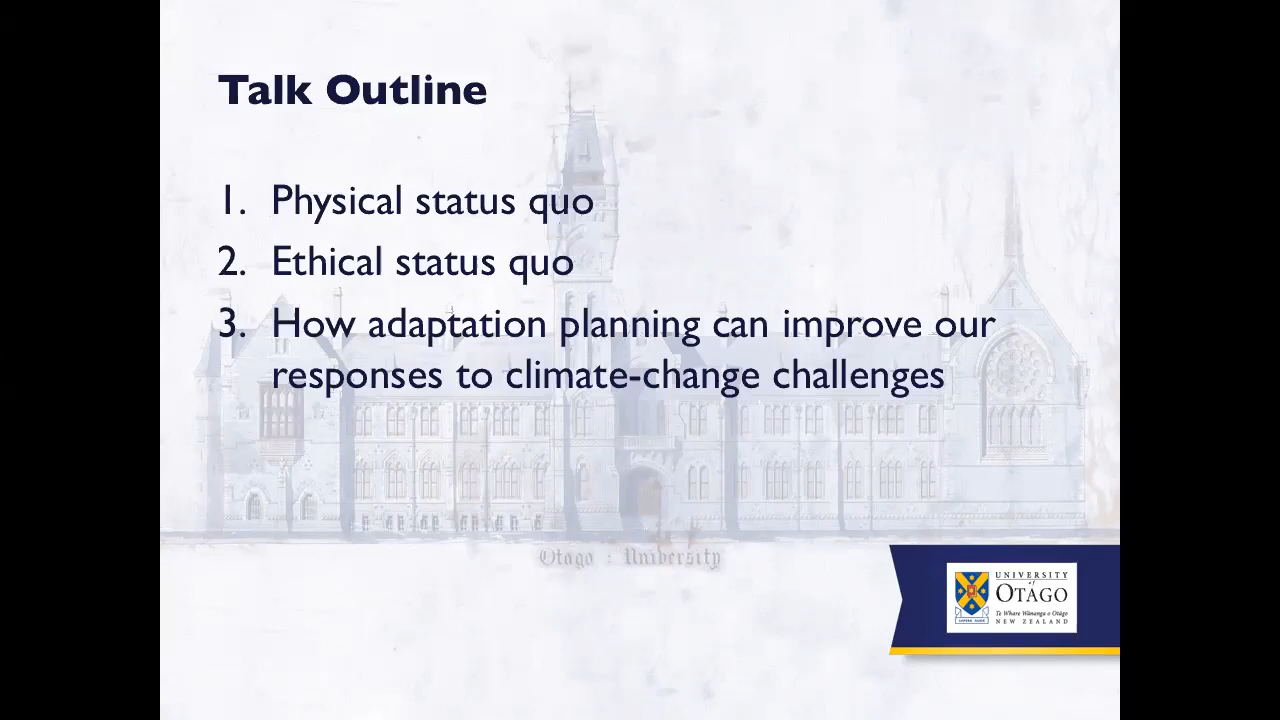 Talk Outline
1. Physical status quo
2. Ethical status quo
3. How adaptation planning can improve our
responses to climate-change challenges
Otago : University
UNIVERSITY
of
OTAGO
Te Whare Wānanga o Otāgo
NEW ZEALAND